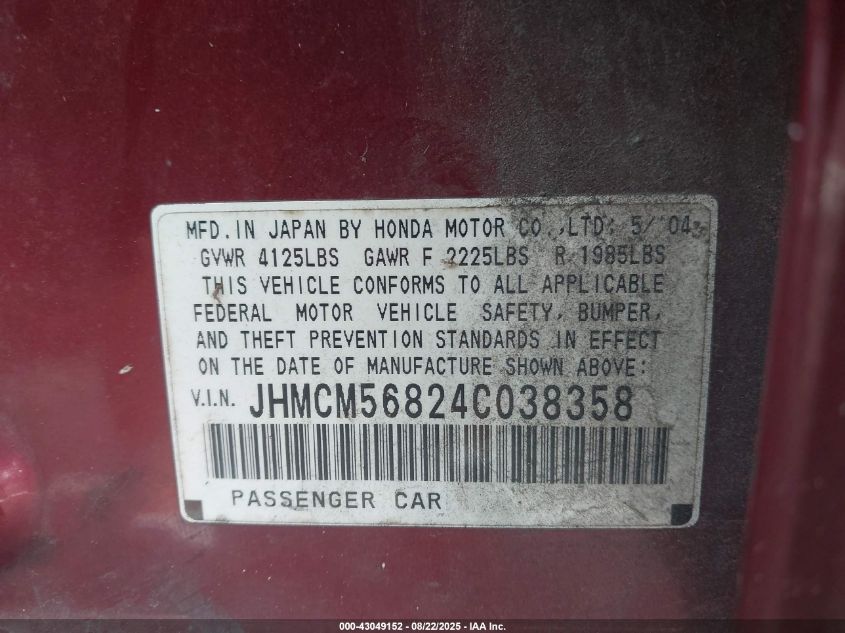 MFD. IN JAPAN BY HONDA MOTOR CO., LTD. 5/'04
GVWR 4125LBS GAWR F 2225LBS R 1985LBS
THIS VEHICLE CONFORMS TO ALL APPLICABLE
FEDERAL MOTOR VEHICLE SAFETY, BUMPER,
AND THEFT PREVENTION STANDARDS IN EFFECT
ON THE DATE OF MANUFACTURE SHOWN ABOVE:
V.I.N. JHMCM56824C038358
PASSENGER CAR
000-43049152 - 08/22/2025 - IAA Inc.